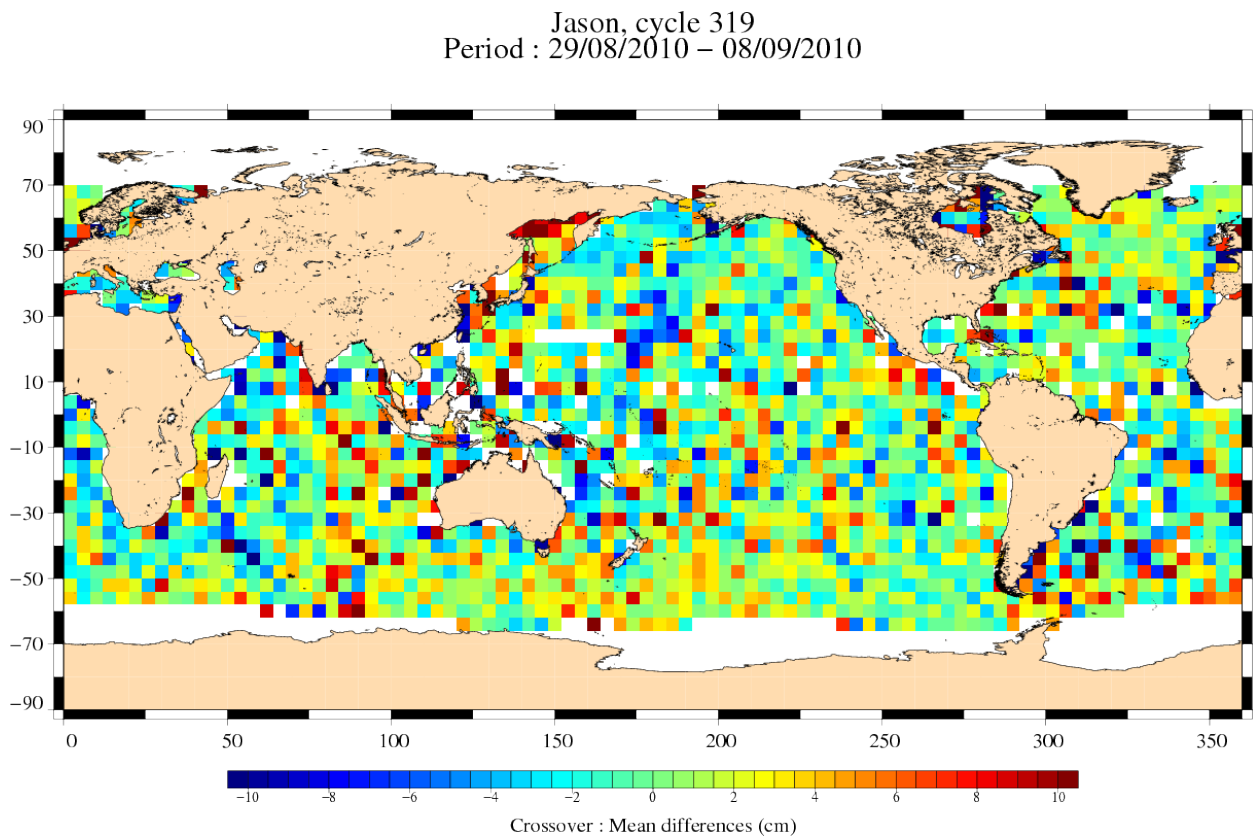 Jason, cycle 319
Period : 29/08/2010 − 08/09/2010
90
70
50
30
10
−10
−30
−50
−70
−90
0 50 100 150 200 250 300 350
−10 −8 −6 −4 −2 0 2 4 6 8 10
Crossover : Mean differences (cm)